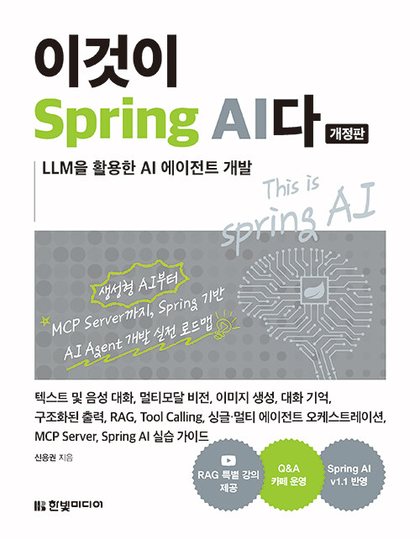 이것이
Spring AI다 개정판
LLM을 활용한 AI 에이전트 개발
This is
spring AI
생성형 AI부터
MCP Server까지, Spring 기반
AI Agent 개발 실전 로드맵
텍스트 및 음성 대화, 멀티모달 비전, 이미지 생성, 대화 기억,
구조화된 출력, RAG, Tool Calling, 싱글·멀티 에이전트 오케스트레이션,
MCP Server, Spring AI 실습 가이드
신용권 지음
RAG 특별 강의
제공
Q&A
카페 운영
Spring AI
v1.1 반영
한빛미디어